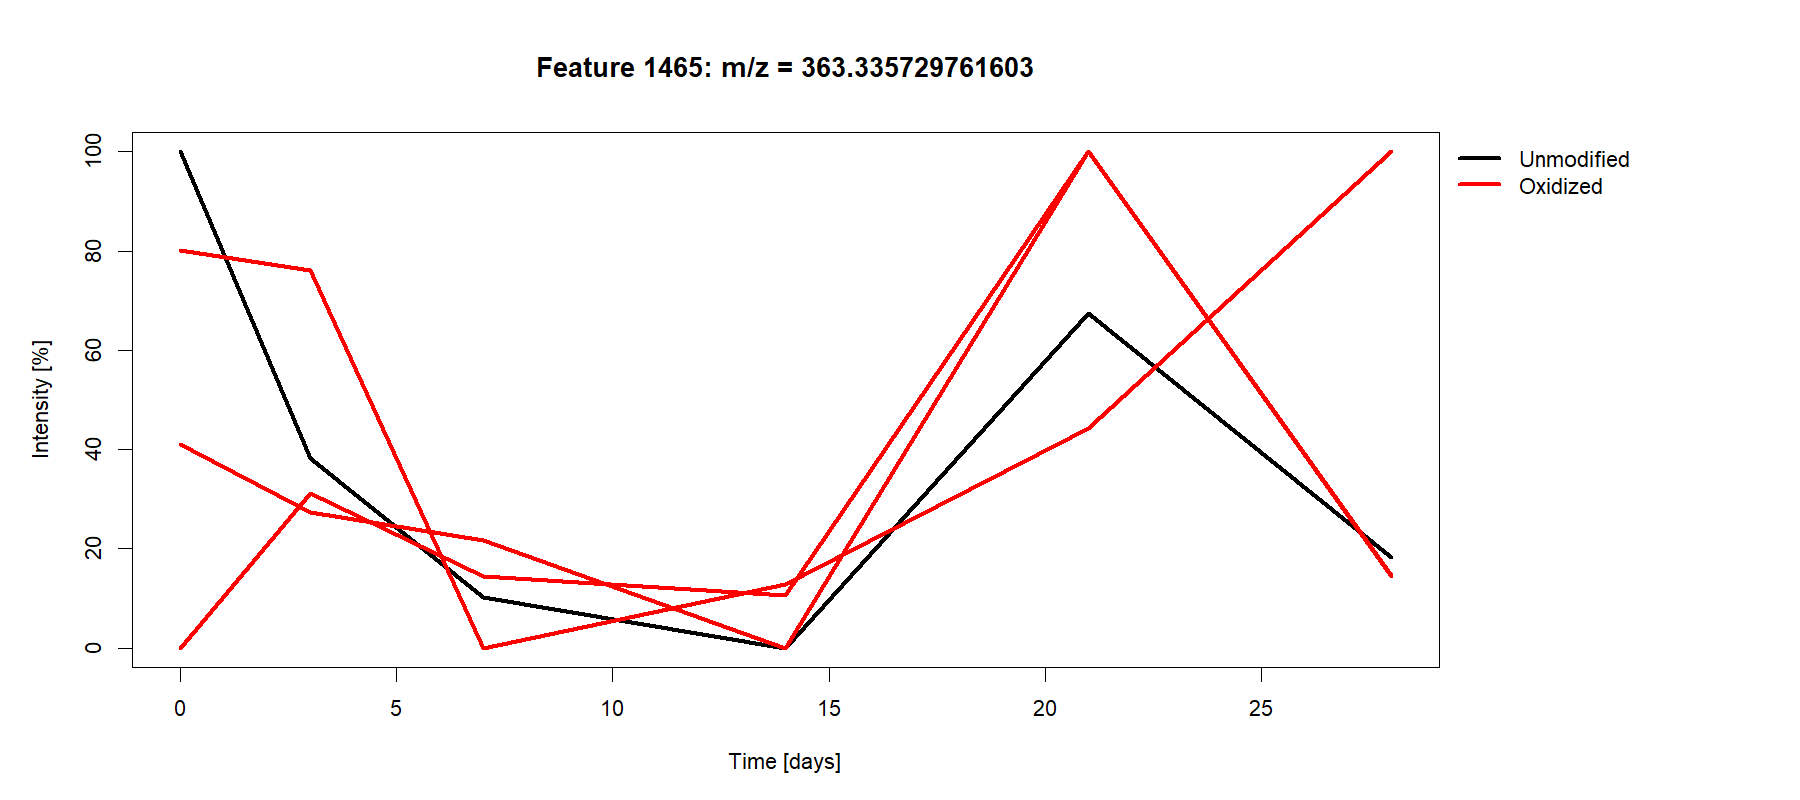 Feature 1465: m/z = 363.335729761603
Unmodified
Oxidized
Intensity [%]
100
80
60
40
20
0
0 5 10 15 20 25
Time [days]